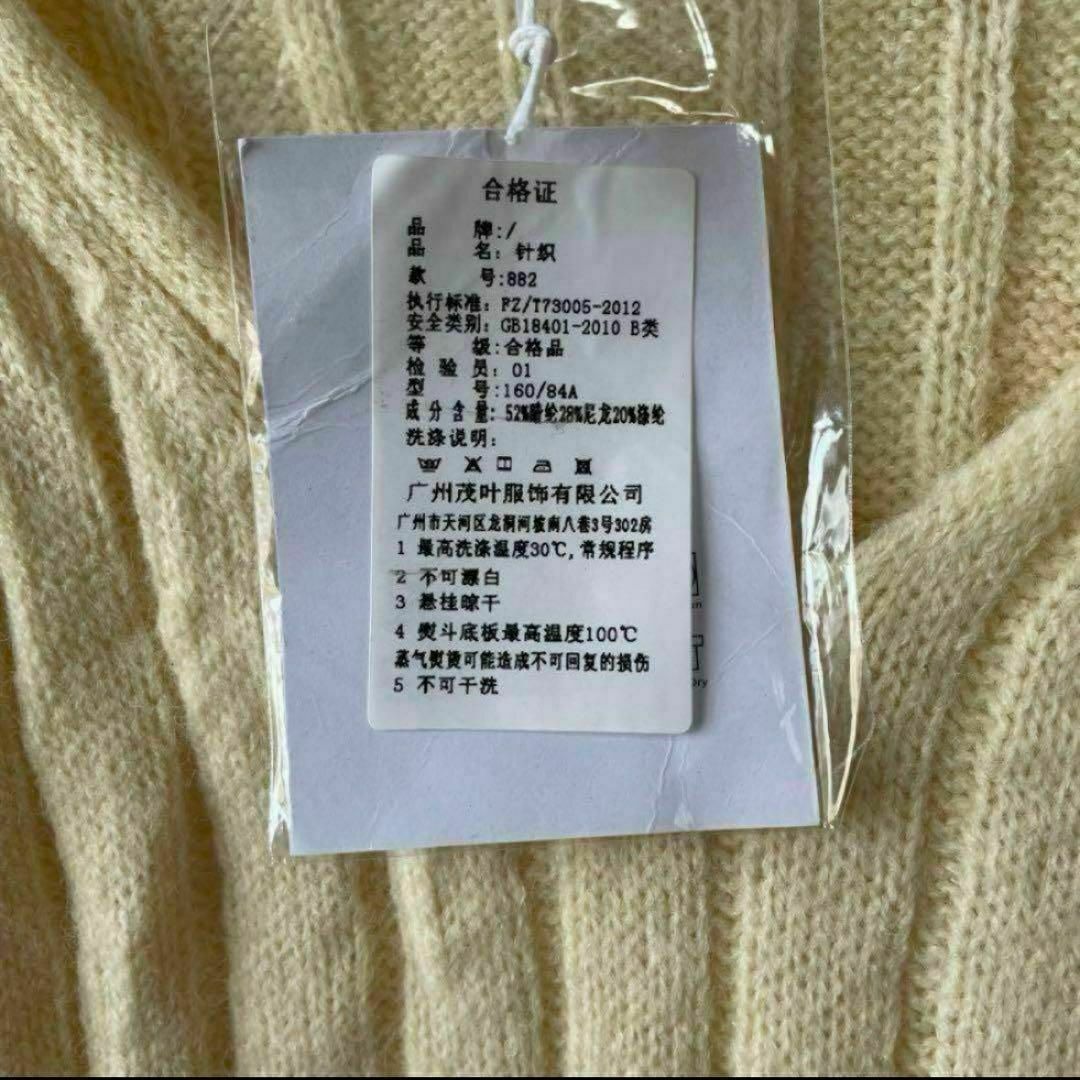 合格证
品 牌:/
品 名: 针织
款 号:882
执行标准: FZ/T73005-2012
安全类别: GB18401-2010 B类
等 级:合格品
检 验 员: 01
型 号:160/84A
成 分 含 量: 52%腈纶28%尼龙20%涤纶
洗涤说明:
广州茂叶服饰有限公司
广州市天河区龙洞河坡南八巷3号302房
1 最高洗涤温度30℃,常规程序
2 不可漂白
3 悬挂晾干
4 熨斗底板最高温度100℃
蒸气熨烫可能造成不可回复的损伤
5 不可干洗